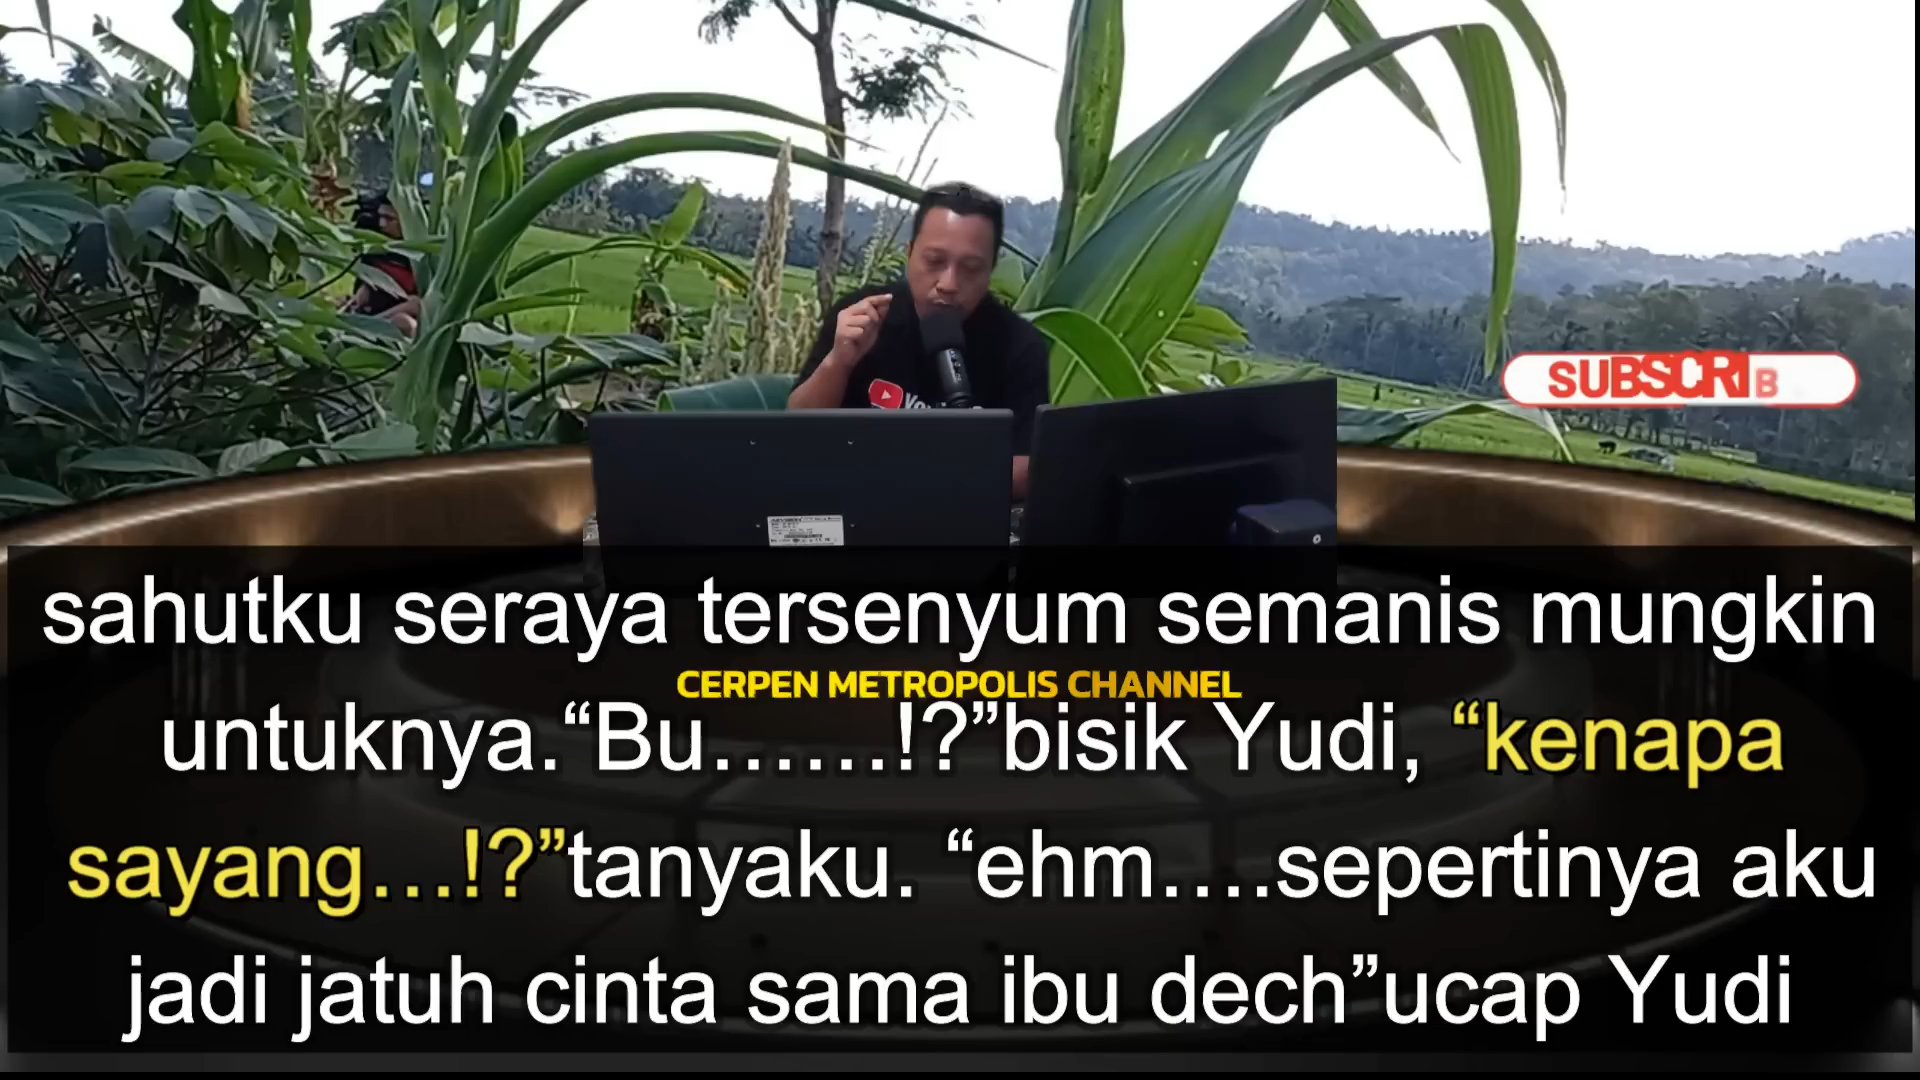 SUBSCRIB
sahutku seraya tersenyum semanis mungkin
CERPEN METROPOLIS CHANNEL
untuknya.“Bu……!?”bisik Yudi, “kenapa
sayang…!?”tanyaku. “ehm….sepertinya aku
jadi jatuh cinta sama ibu dech”ucap Yudi